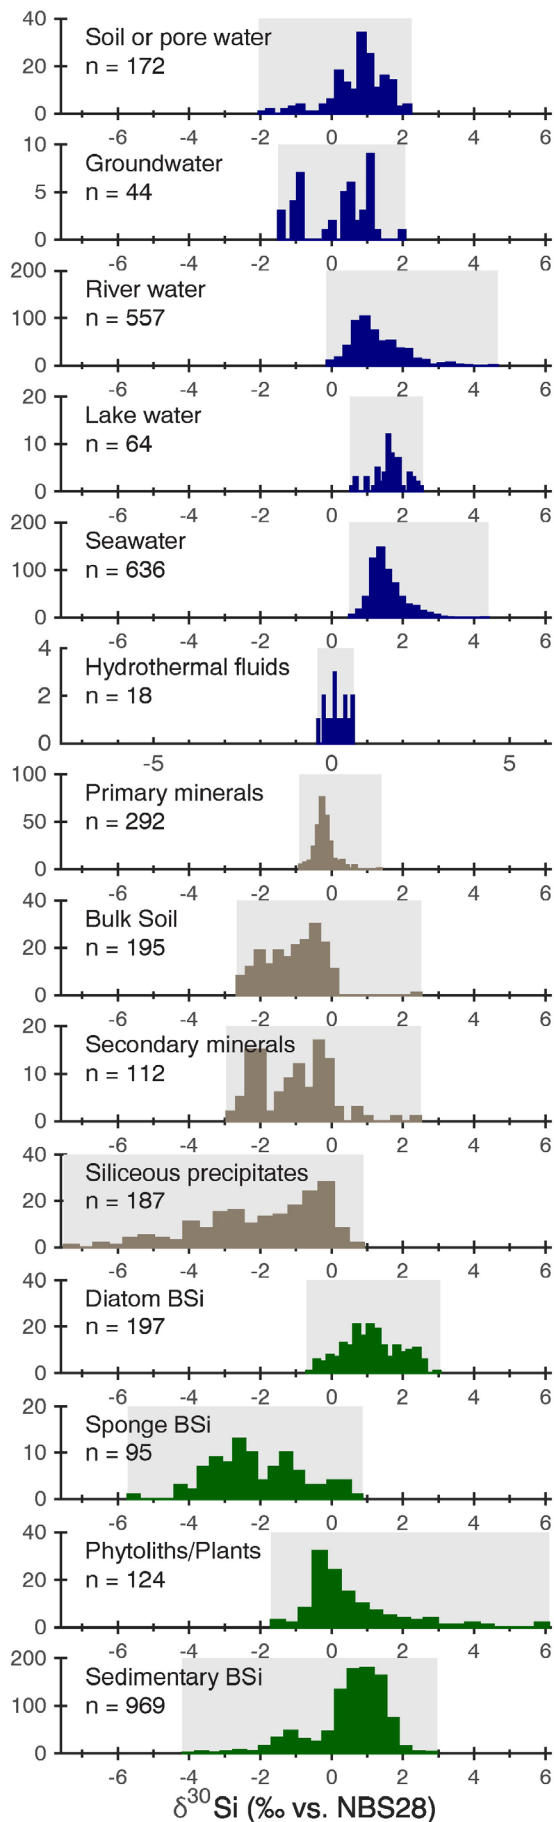 40
Soil or pore water
20
n = 172
0
-6 -4 -2 0 2 4 6
10
Groundwater
5
n = 44
0
-6 -4 -2 0 2 4 6
200
River water
100
n = 557
0
-6 -4 -2 0 2 4 6
20
Lake water
10
n = 64
0
-6 -4 -2 0 2 4 6
200
Seawater
100
n = 636
0
-6 -4 -2 0 2 4 6
4
Hydrothermal fluids
2
n = 18
0
-5 0 5
100
Primary minerals
50
n = 292
0
-6 -4 -2 0 2 4 6
40
Bulk Soil
20
n = 195
0
-6 -4 -2 0 2 4 6
20
Secondary minerals
10
n = 112
0
-6 -4 -2 0 2 4 6
40
Siliceous precipitates
20
n = 187
0
-6 -4 -2 0 2 4 6
40
Diatom BSi
20
n = 197
0
-6 -4 -2 0 2 4 6
20
Sponge BSi
10
n = 95
0
-6 -4 -2 0 2 4 6
40
Phytoliths/Plants
20
n = 124
0
-6 -4 -2 0 2 4 6
200
Sedimentary BSi
100
n = 969
0
-6 -4 -2 0 2 4 6
δ³⁰Si (‰ vs. NBS28)